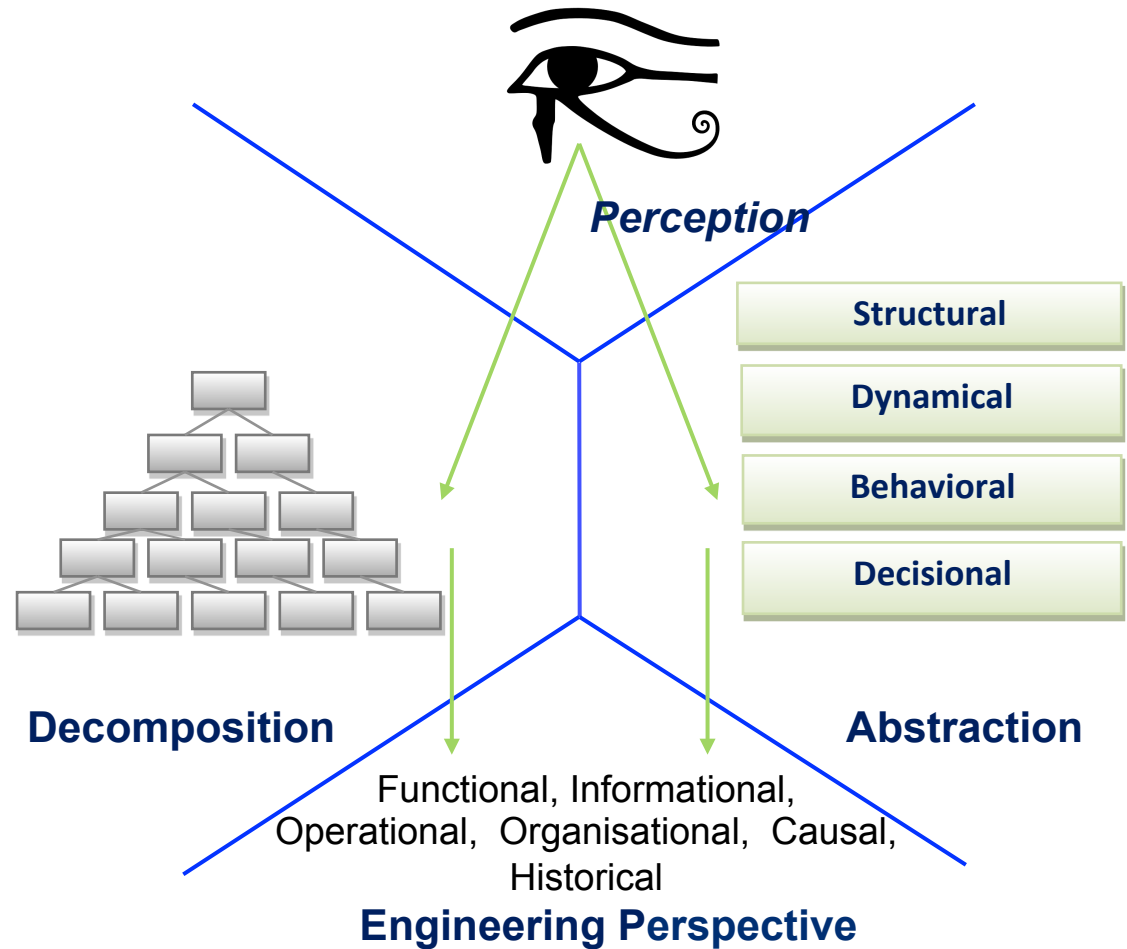 Perception
Structural
Dynamical
Behavioral
Decisional
Decomposition
Abstraction
Functional, Informational,
Operational, Organisational, Causal,
Historical
Engineering Perspective